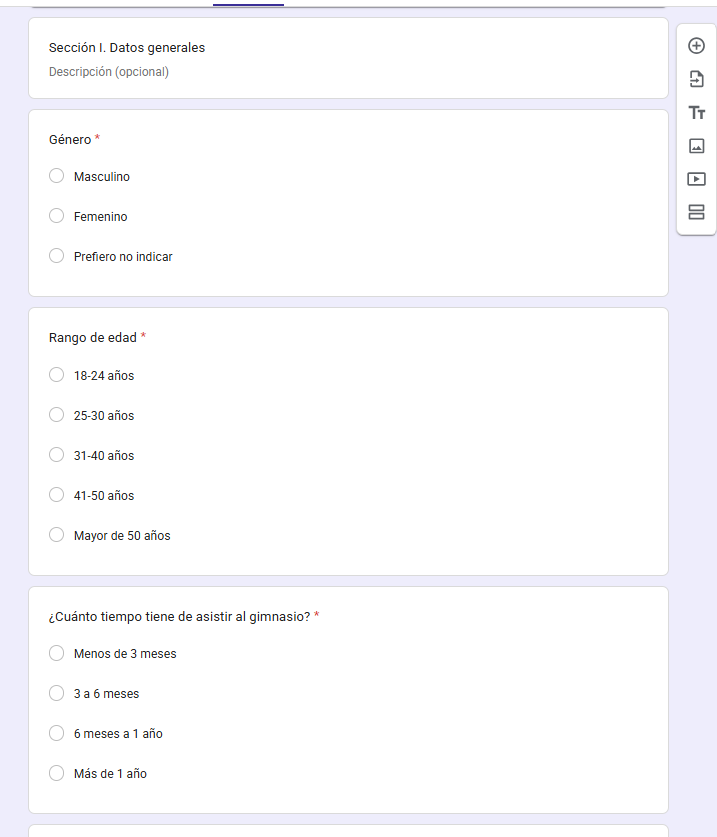 Sección I. Datos generales
Descripción (opcional)
Género *
Masculino
Femenino
Prefiero no indicar
Rango de edad *
18-24 años
25-30 años
31-40 años
41-50 años
Mayor de 50 años
¿Cuánto tiempo tiene de asistir al gimnasio? *
Menos de 3 meses
3 a 6 meses
6 meses a 1 año
Más de 1 año